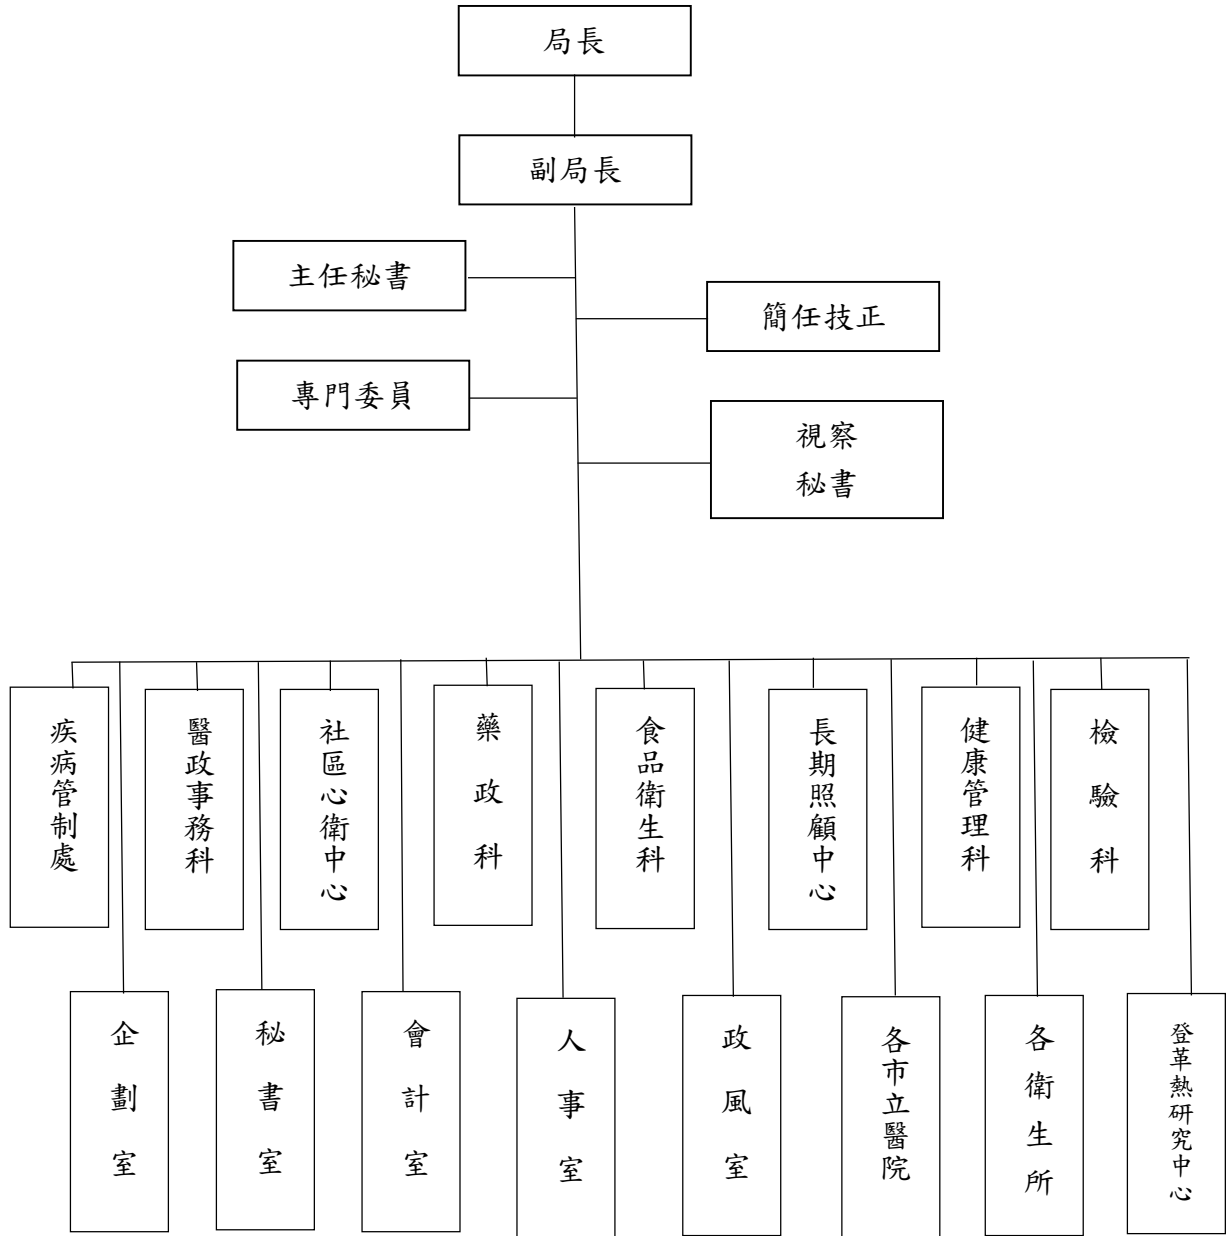 局長
副局長
主任秘書
簡任技正
專門委員
視察
秘書
疾病管制處
醫政事務科
社區心衛中心
藥政科
食品衛生科
長期照顧中心
健康管理科
檢驗科
企劃室
秘書室
會計室
人事室
政風室
各市立醫院
各衛生所
登革熱研究中心